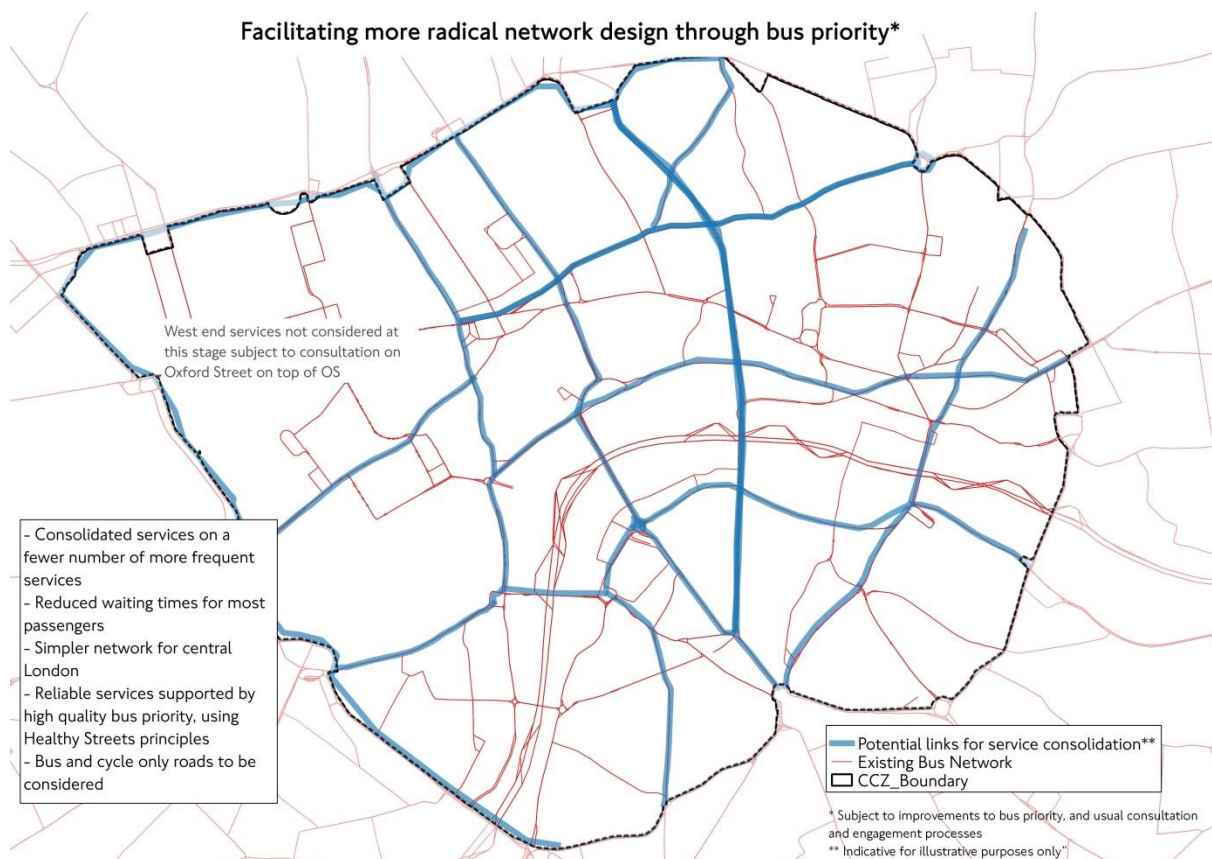 Facilitating more radical network design through bus priority*
West end services not considered at
this stage subject to consultation on
Oxford Street on top of OS
- Consolidated services on a
fewer number of more frequent
services
- Reduced waiting times for most
passengers
- Simpler network for central
London
- Reliable services supported by
high quality bus priority, using
Healthy Streets principles
- Bus and cycle only roads to be
considered
Potential links for service consolidation**
Existing Bus Network
CCZ_Boundary
* Subject to improvements to bus priority, and usual consultation
and engagement processes
** Indicative for illustrative purposes only"